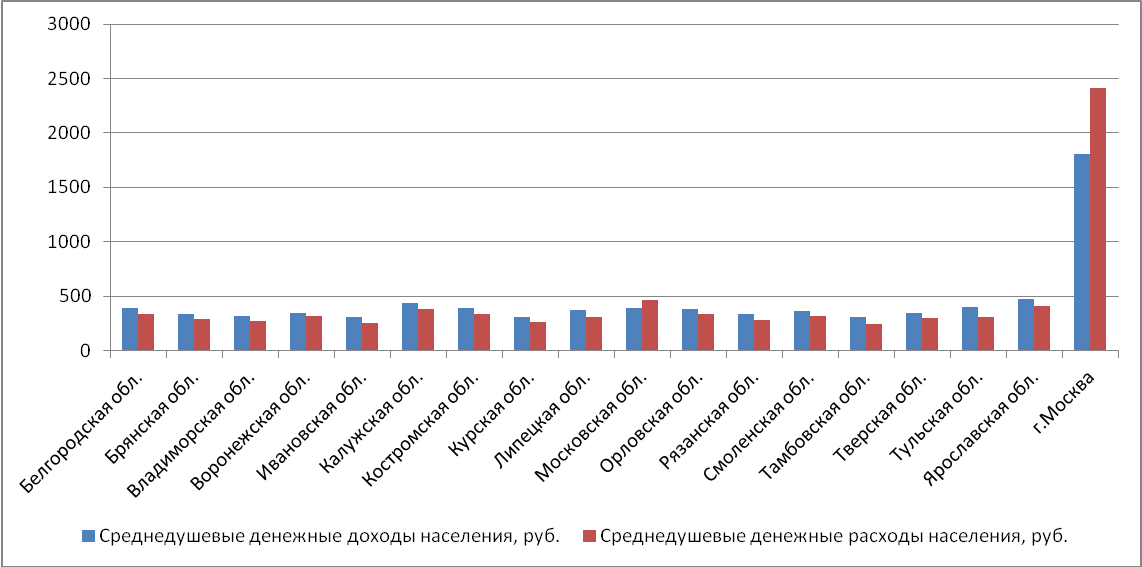 3000
2500
2000
1500
1000
500
0
Белгородская обл.
Брянская обл.
Владимирская обл.
Воронежская обл.
Ивановская обл.
Калужская обл.
Костромская обл.
Курская обл.
Липецкая обл.
Московская обл.
Орловская обл.
Рязанская обл.
Смоленская обл.
Тамбовская обл.
Тверская обл.
Тульская обл.
Ярославская обл.
г.Москва
Среднедушевые денежные доходы населения, руб. Среднедушевые денежные расходы населения, руб.